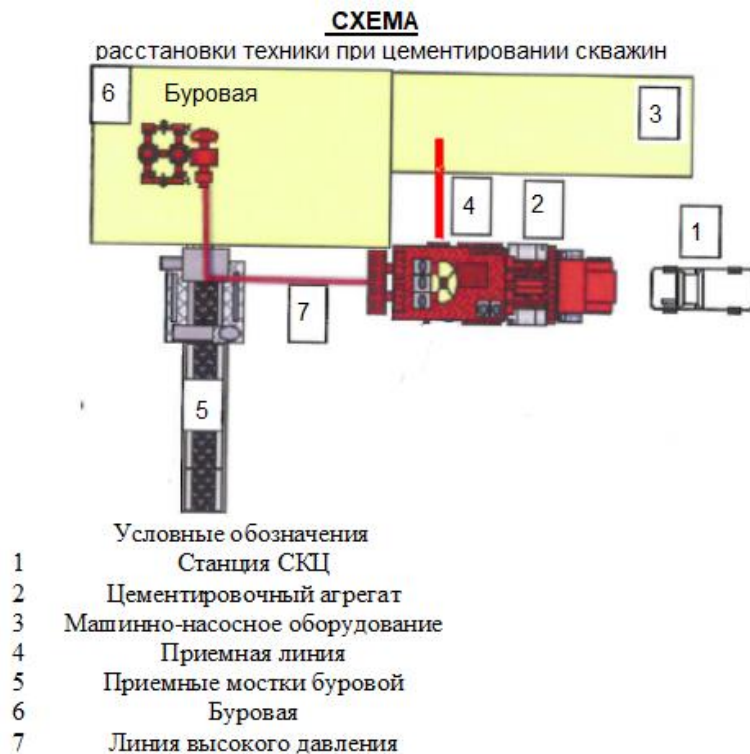 СХЕМА
расстановки техники при цементировании скважин
6 Буровая
3
4
2
1
7
5
Условные обозначения
1 Станция СКЦ
2 Цементировочный агрегат
3 Машинно-насосное оборудование
4 Приемная линия
5 Приемные мостки буровой
6 Буровая
7 Линия высокого давления